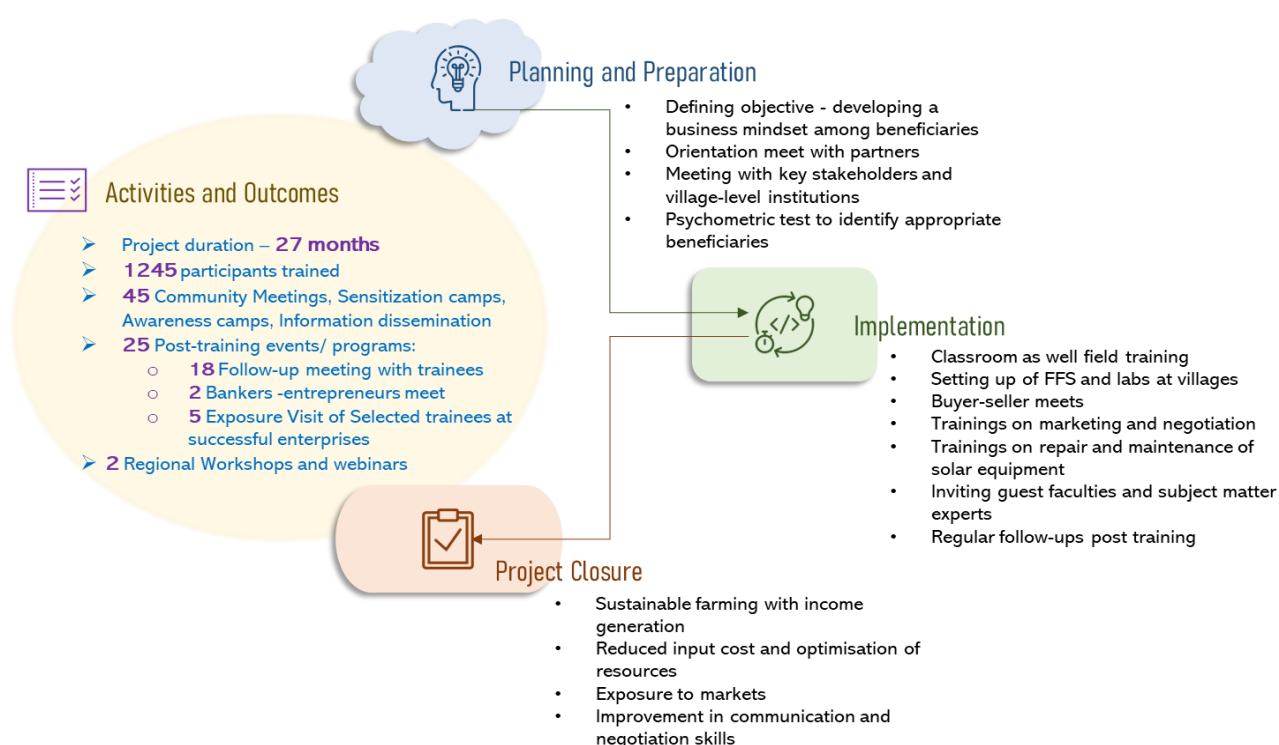 Planning and Preparation
• Defining objective - developing a
business mindset among beneficiaries
• Orientation meet with partners
• Meeting with key stakeholders and
village-level institutions
• Psychometric test to identify appropriate
beneficiaries
Activities and Outcomes
➢ Project duration – 27 months
➢ 1245 participants trained
➢ 45 Community Meetings, Sensitization camps,
Awareness camps, Information dissemination
➢ 25 Post-training events/ programs:
o 18 Follow-up meeting with trainees
o 2 Bankers -entrepreneurs meet
o 5 Exposure Visit of Selected trainees at
successful enterprises
➢ 2 Regional Workshops and webinars
</>
Implementation
• Classroom as well field training
• Setting up of FFS and labs at villages
• Buyer-seller meets
• Trainings on marketing and negotiation
• Trainings on repair and maintenance of
solar equipment
• Inviting guest faculties and subject matter
experts
• Regular follow-ups post training
Project Closure
• Sustainable farming with income
generation
• Reduced input cost and optimisation of
resources
• Exposure to markets
• Improvement in communication and
negotiation skills